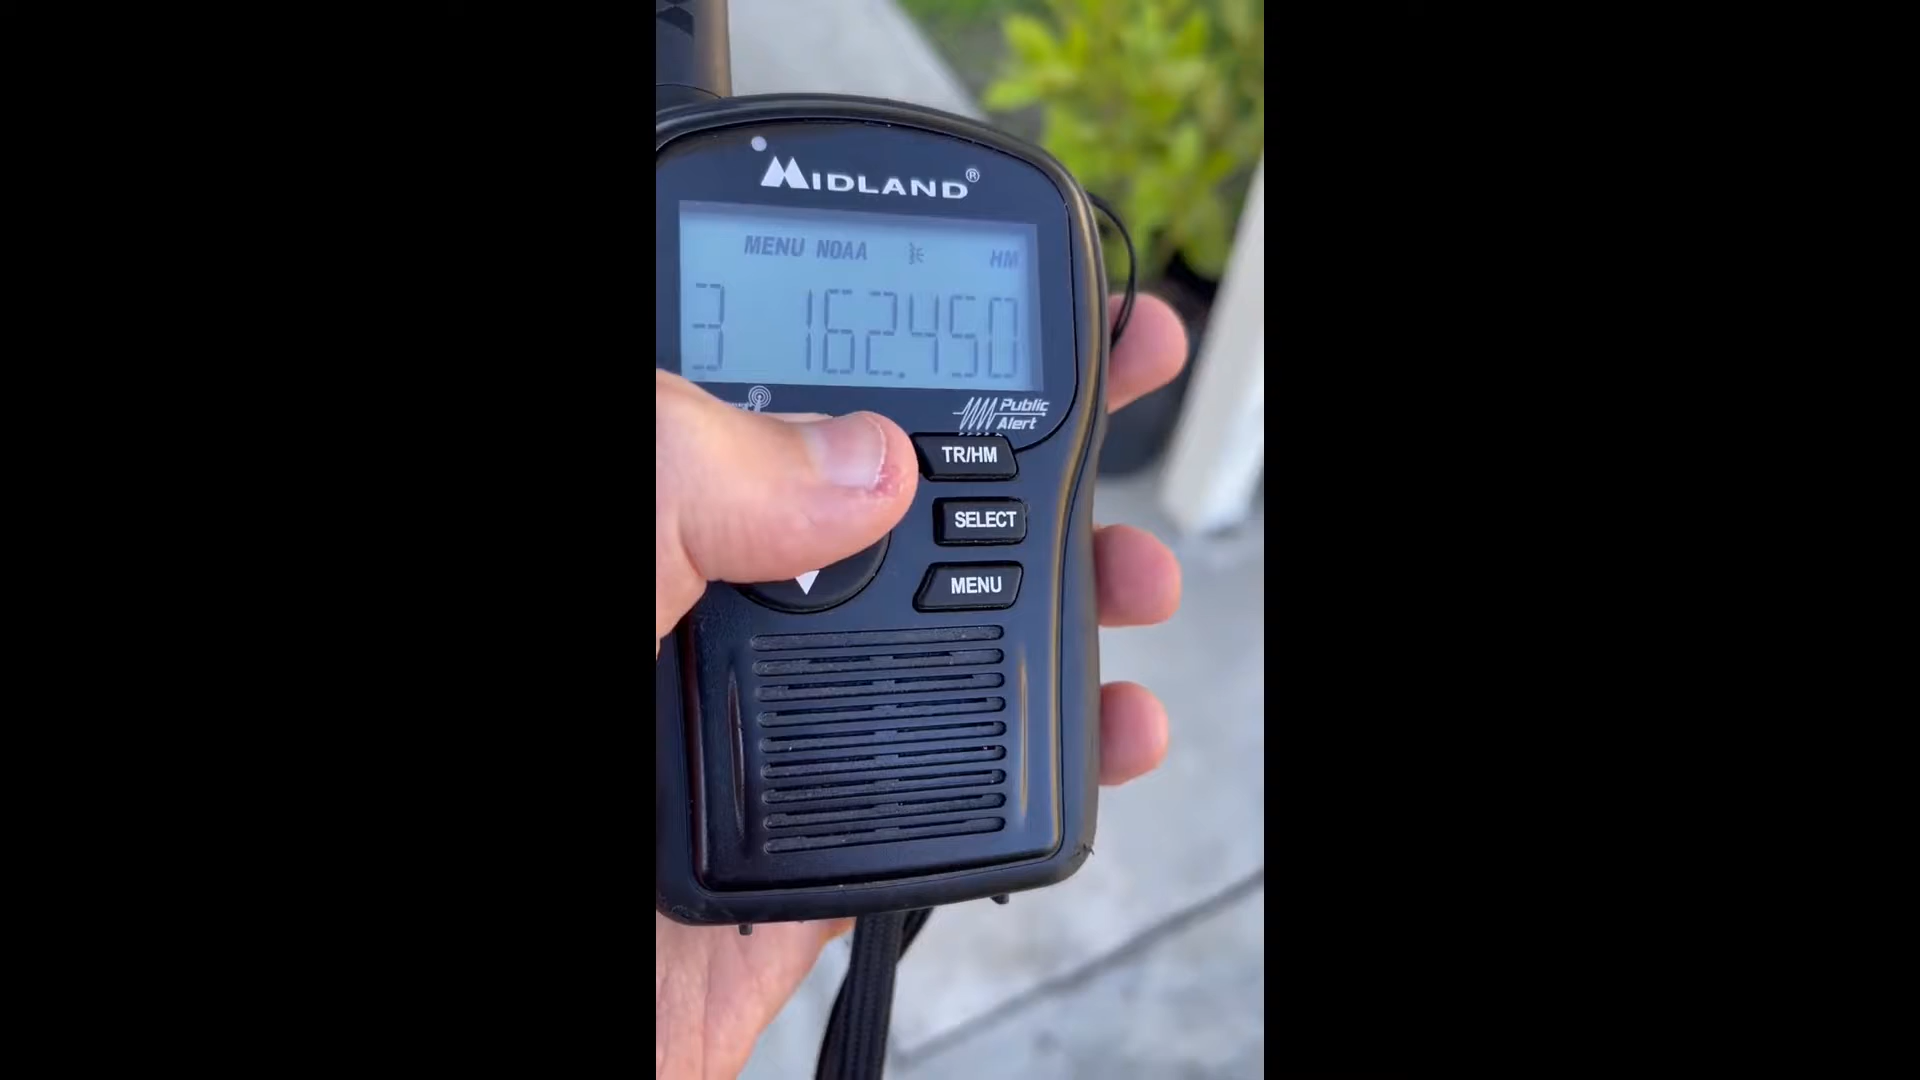 MIDLAND®
MENU NOAA HM
3 162.450
Public
Alert
TR/HM
SELECT
MENU